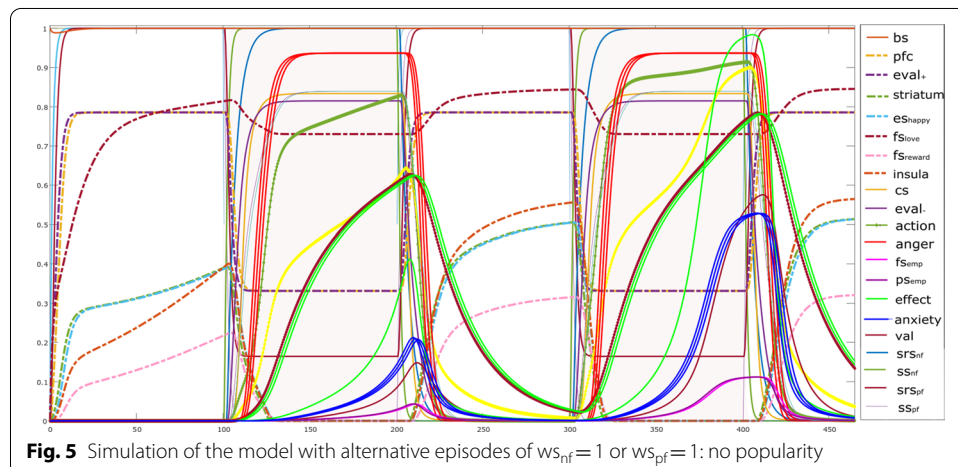 1
0.9
0.8
0.7
0.6
0.5
0.4
0.3
0.2
0.1
0
0 50 100 150 200 250 300 350 400 450
bs
pfc
eval+
striatum
eshappy
fslove
fsreward
insula
cs
eval-
action
anger
fsemp
psemp
effect
anxiety
val
srsnf
ssnf
srspf
sspf
Fig. 5 Simulation of the model with alternative episodes of wsnf = 1 or wspf = 1: no popularity